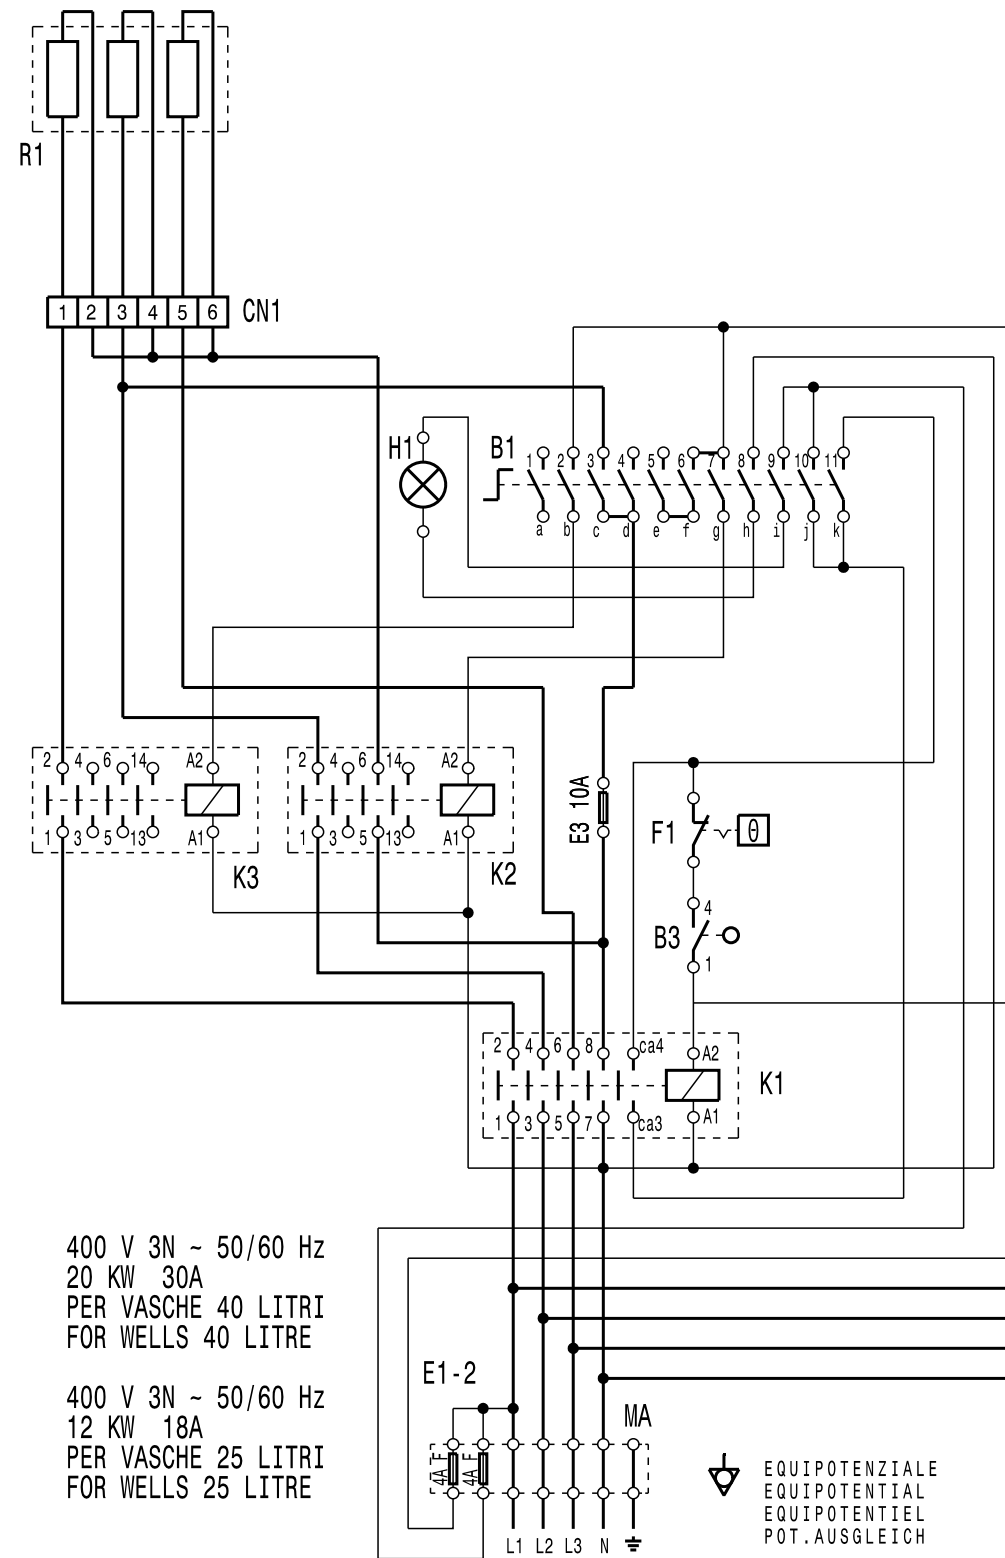 R1
1 2 3 4 5 6 CN1
H1
B1
1 2 3 4 5 6 7 8 9 10 11
a b c d e f g h i j k
2 4 6 14 A2
1 3 5 13 A1
K3
2 4 6 14 A2
1 3 5 13 A1
K2
E3 10A
F1
θ
4
B3
1
2 4 6 8 ca4 A2
K1
1 3 5 7 ca3 A1
400 V 3N ~ 50/60 Hz
20 KW 30A
PER VASCHE 40 LITRI
FOR WELLS 40 LITRE
400 V 3N ~ 50/60 Hz
12 KW 18A
PER VASCHE 25 LITRI
FOR WELLS 25 LITRE
E1-2
MA
4A F
4A F
L1 L2 L3 N
EQUIPOTENZIALE
EQUIPOTENTIAL
EQUIPOTENTIEL
POT.AUSGLEICH